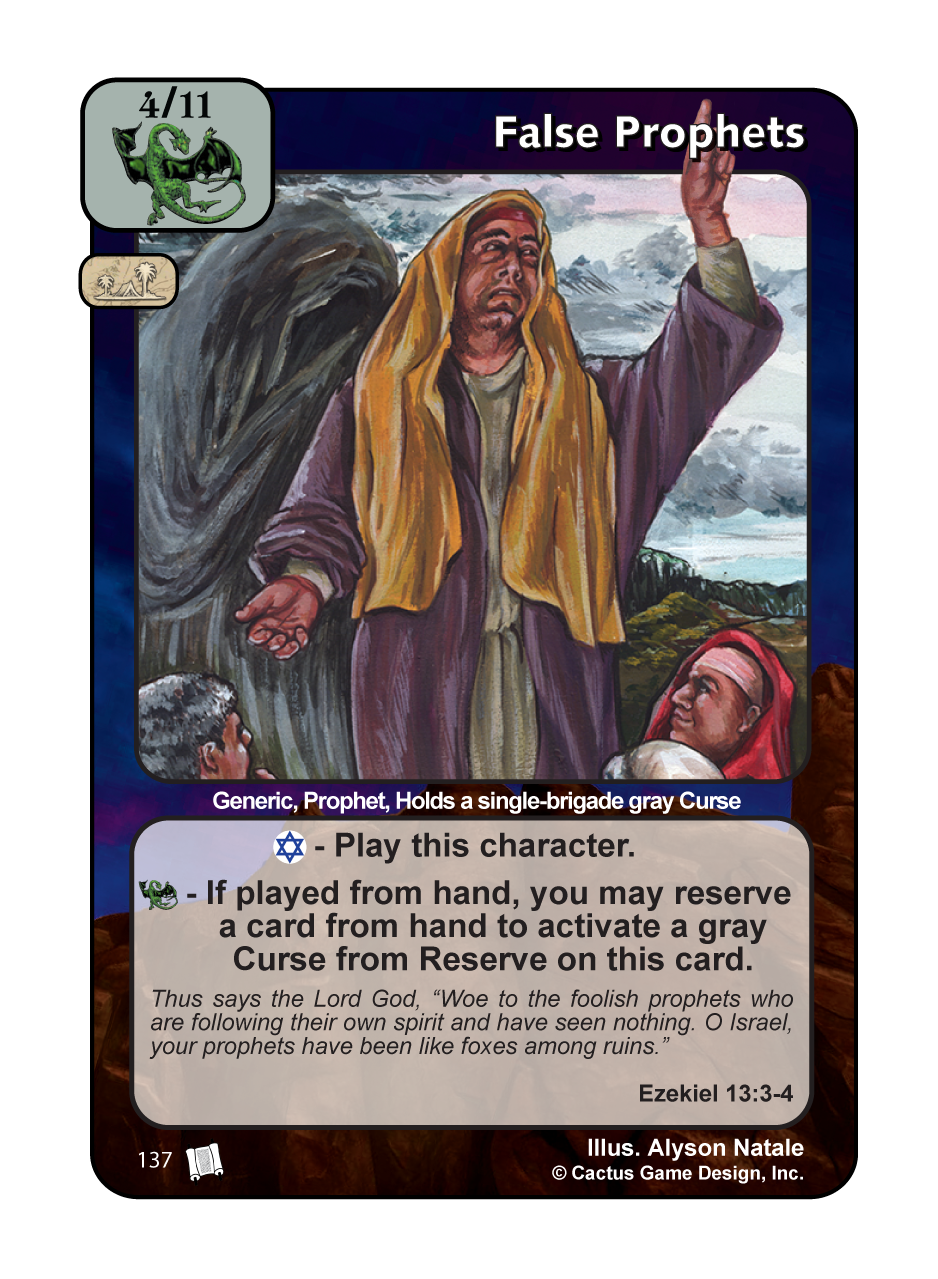 4/11
False Prophets
Generic, Prophet, Holds a single-brigade gray Curse
- Play this character.
- If played from hand, you may reserve
a card from hand to activate a gray
Curse from Reserve on this card.
Thus says the Lord God, “Woe to the foolish prophets who
are following their own spirit and have seen nothing. O Israel,
your prophets have been like foxes among ruins.”
Ezekiel 13:3-4
Illus. Alyson Natale
137
© Cactus Game Design, Inc.